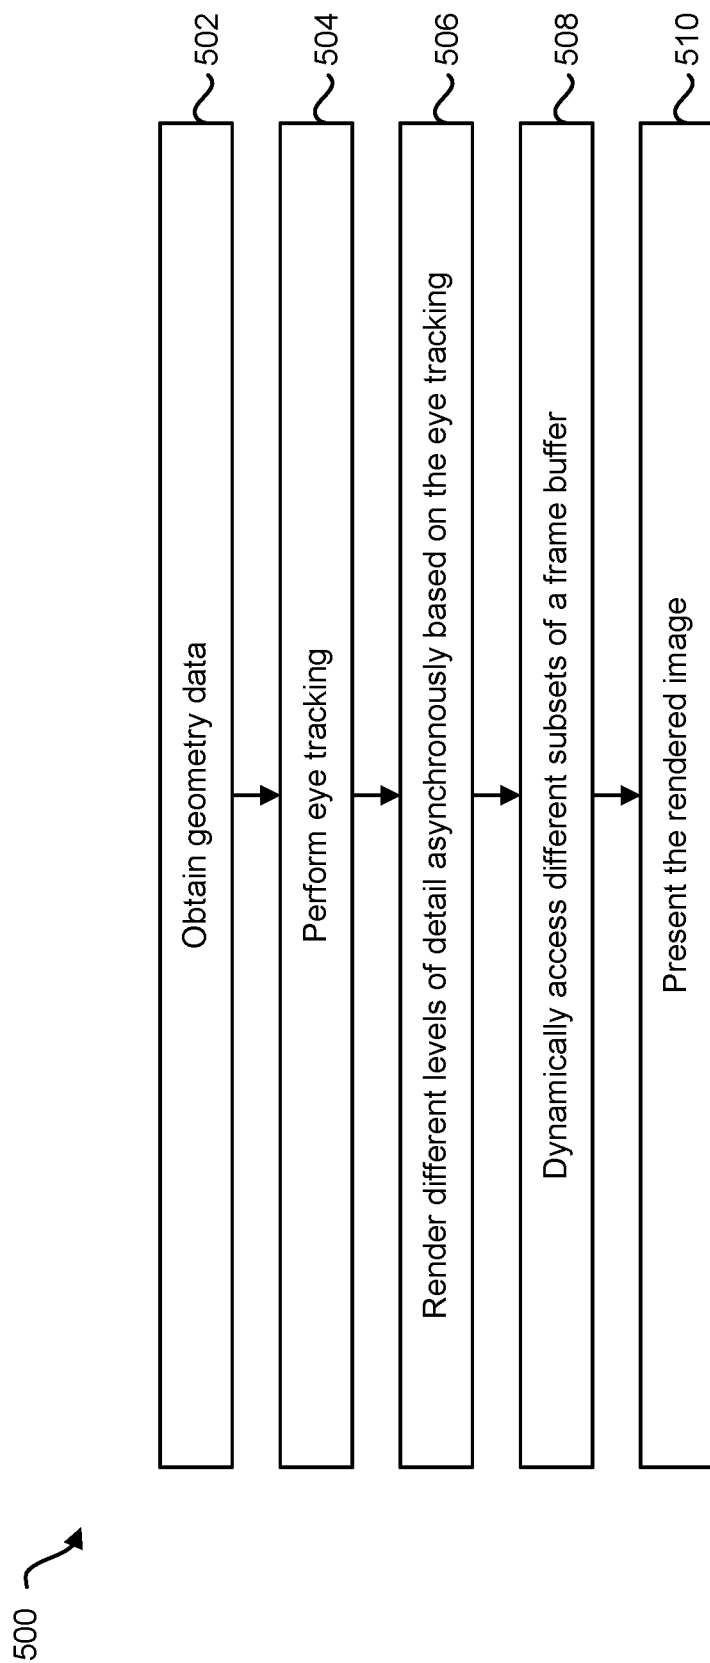 500
Obtain geometry data
502
Perform eye tracking
504
Render different levels of detail asynchronously based on the eye tracking
506
Dynamically access different subsets of a frame buffer
508
Present the rendered image
510